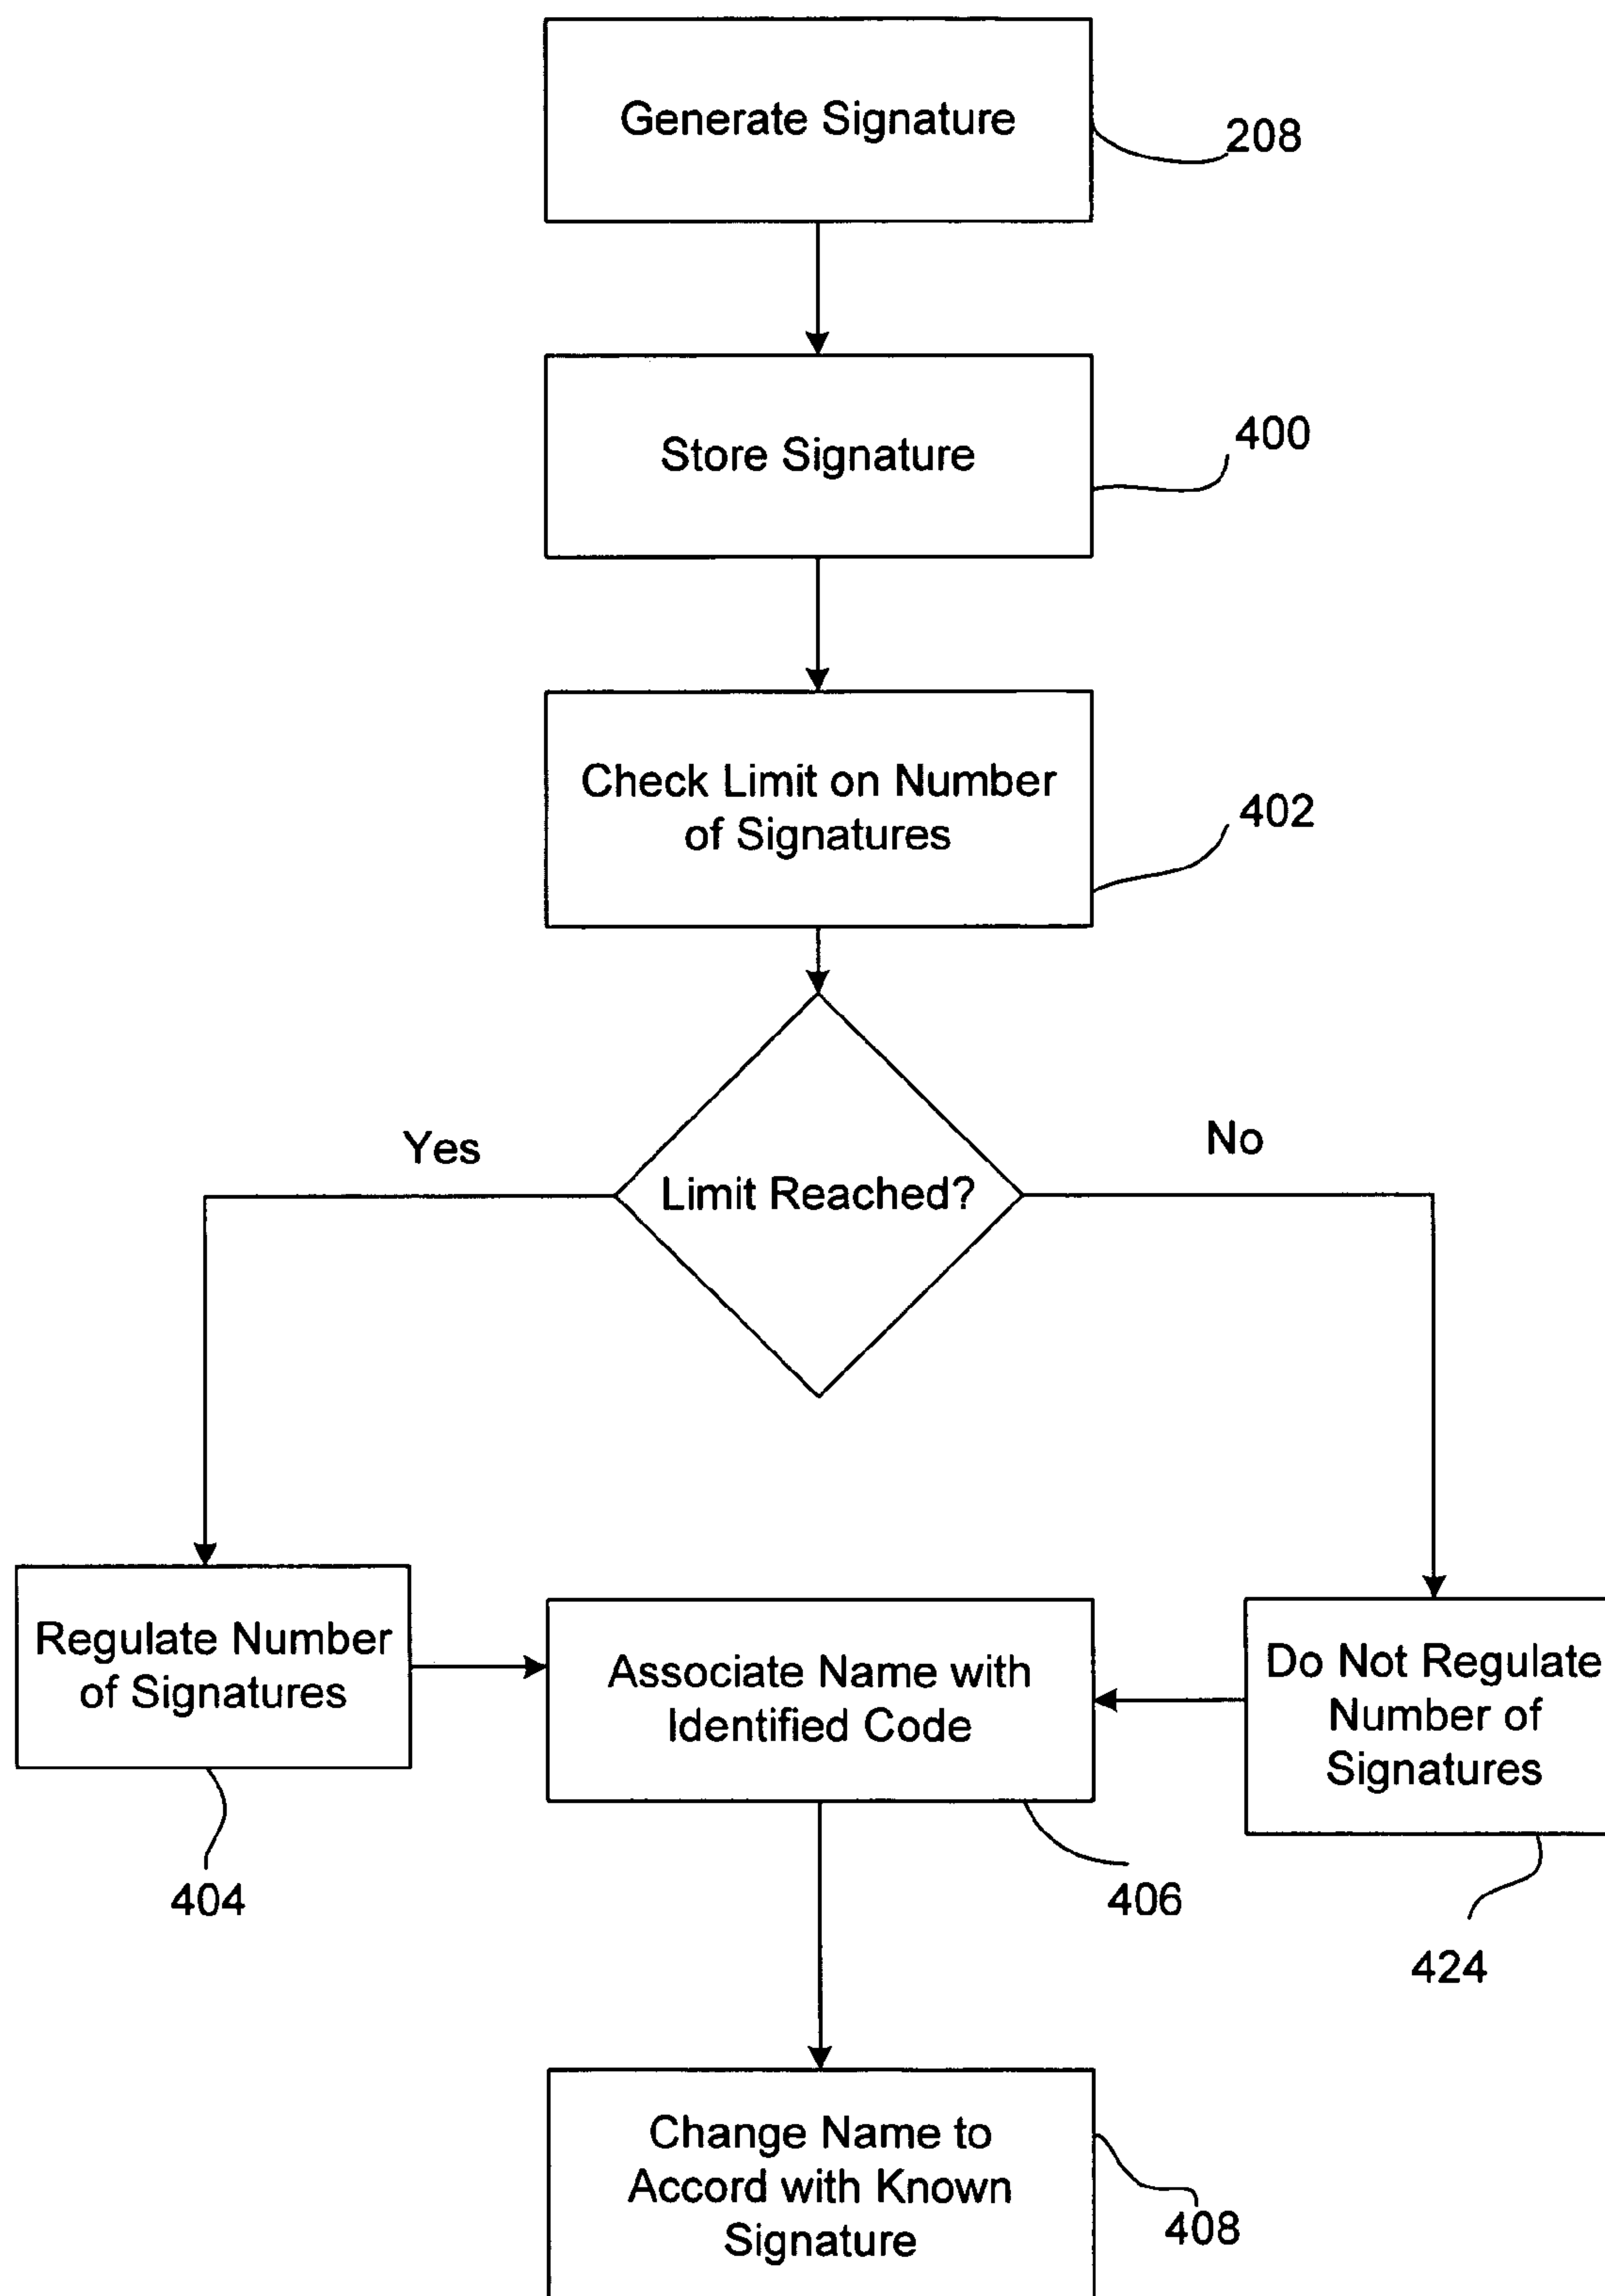 Generate Signature
208
Store Signature
400
Check Limit on Number
of Signatures
402
Limit Reached?
Yes
No
Regulate Number
of Signatures
404
Associate Name with
Identified Code
406
Do Not Regulate
Number of
Signatures
424
Change Name to
Accord with Known
Signature
408